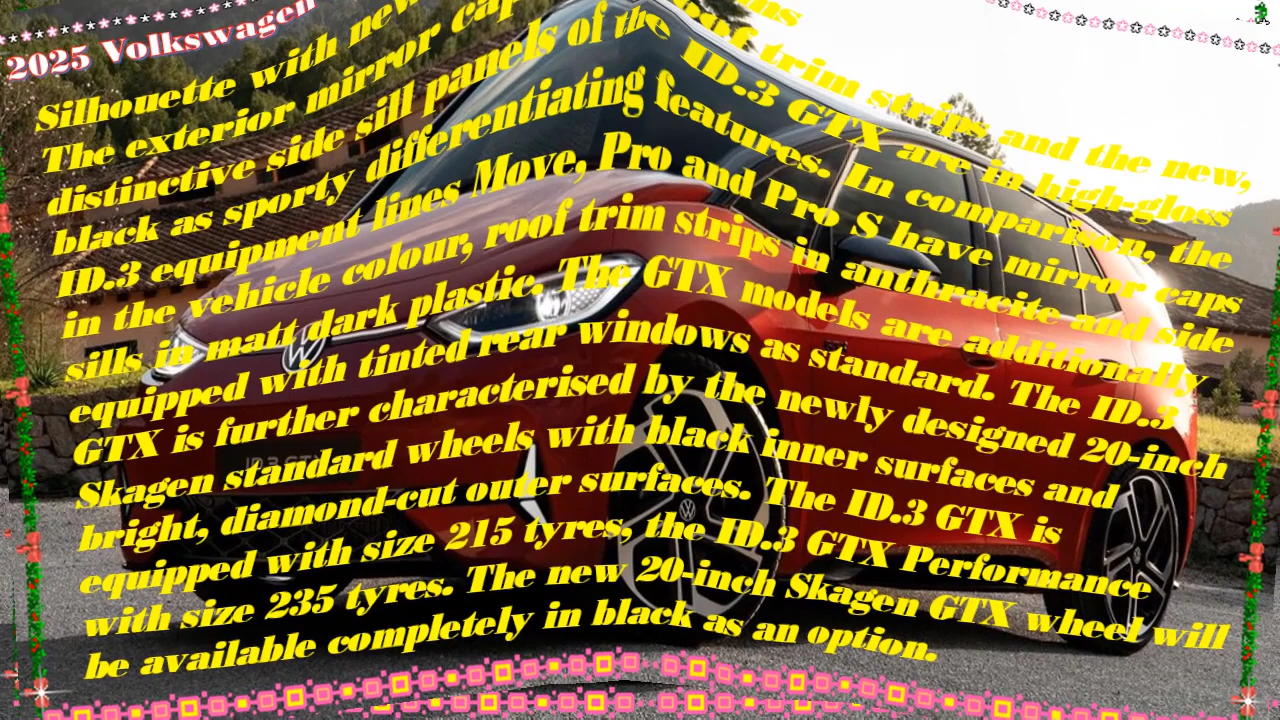 2025 Volkswagen
Silhouette with new
The exterior mirror cap roof trim strips and the new,
distinctive side sill panels of the ID.3 GTX are in high-gloss
black as sporty differentiating features. In comparison, the
ID.3 equipment lines Move, Pro and Pro S have mirror caps
in the vehicle colour, roof trim strips in anthracite and side
sills in matt dark plastic. The GTX models are additionally
equipped with tinted rear windows as standard. The ID.3
GTX is further characterised by the newly designed 20-inch
Skagen standard wheels with black inner surfaces and
bright, diamond-cut outer surfaces. The ID.3 GTX is
equipped with size 215 tyres, the ID.3 GTX Performance
with size 235 tyres. The new 20-inch Skagen GTX wheel will
be available completely in black as an option.